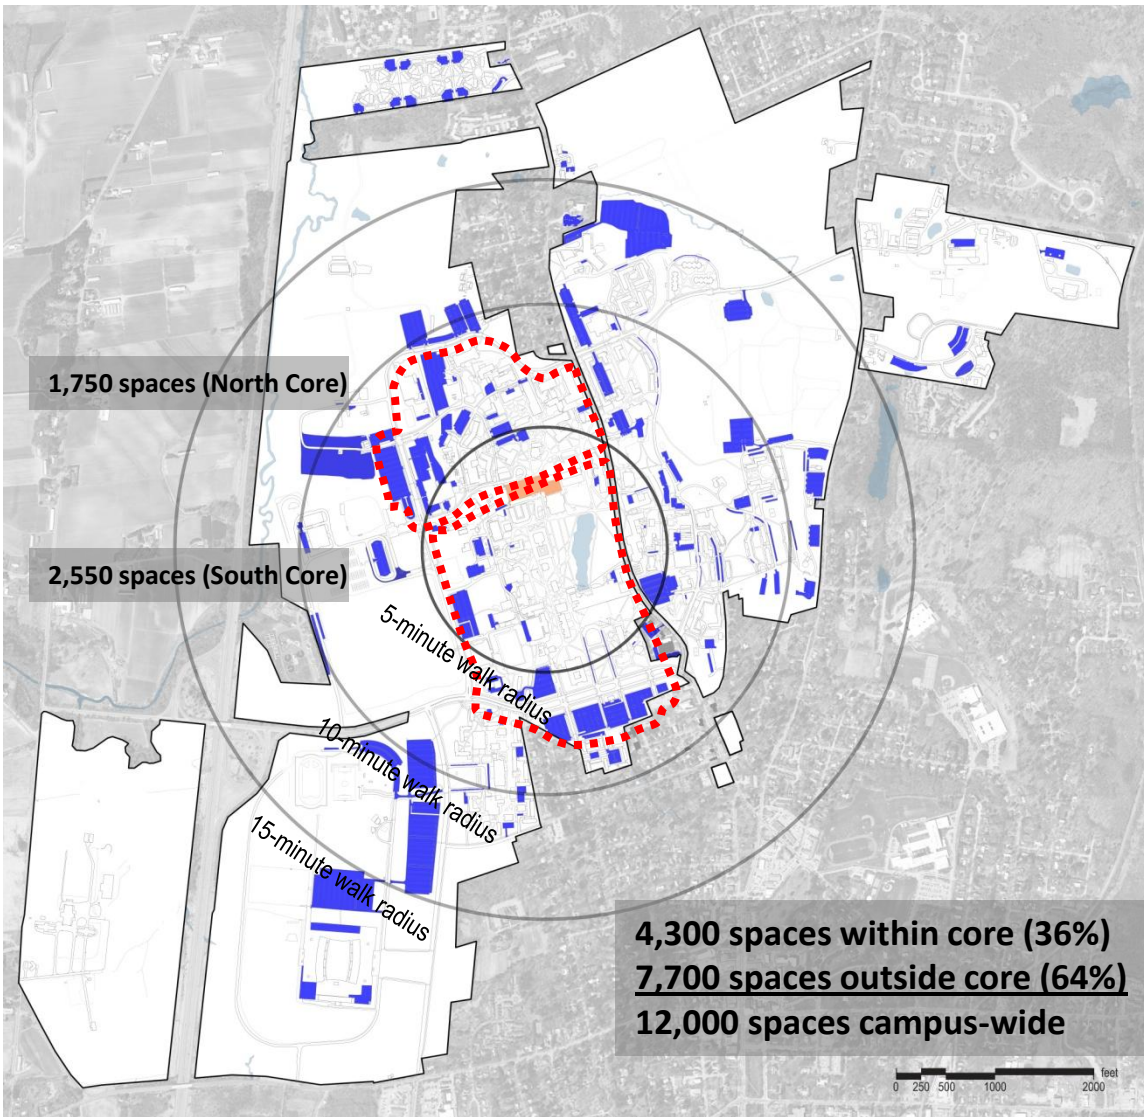 1,750 spaces (North Core)
2,550 spaces (South Core)
5-minute walk radius
10-minute walk radius
15-minute walk radius
4,300 spaces within core (36%)
7,700 spaces outside core (64%)
12,000 spaces campus-wide
feet
0 250 500 1000 2000